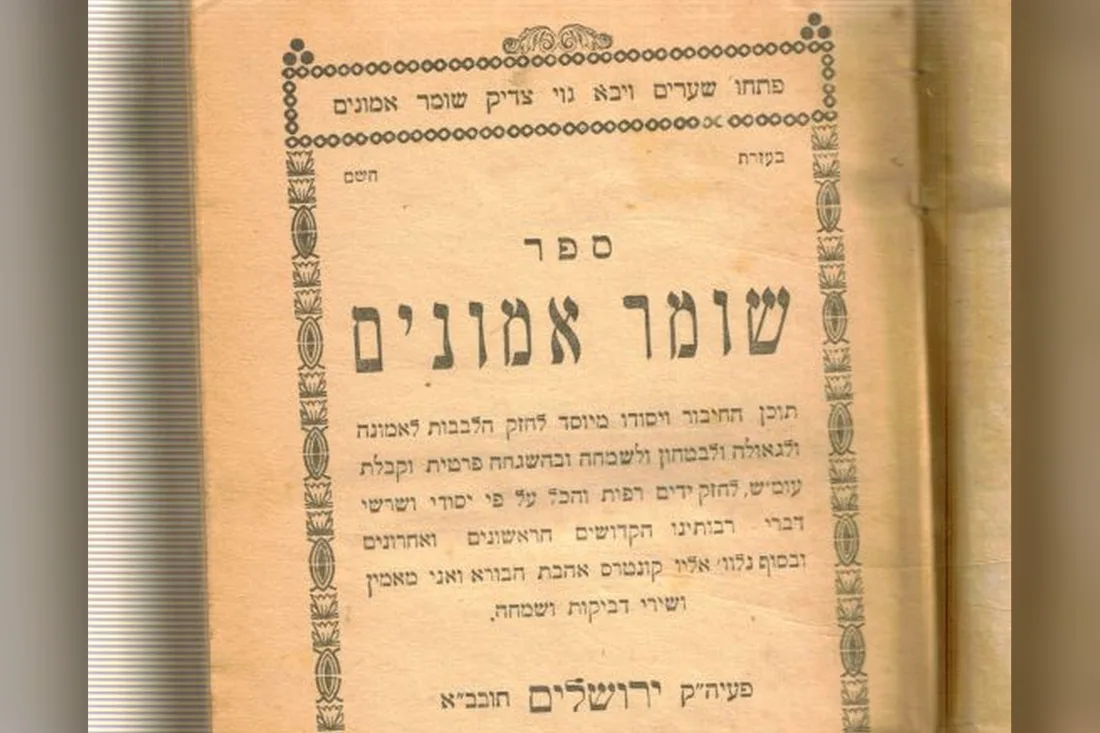 פתחו שערים ויבא גוי צדיק שומר אמונים
בעזרת
השם
ספר
שומר אמונים
תוכן החיבור ויסודו מיוסד לחזק הלבבות לאמונה
ולגאולה ולבטחון ולשמחה ובהשגחה פרטית וקבלת
עומ״ש, לחזק ידים רפות והכל על פי יסודי ושרשי
דברי רבותינו הקדושים הראשונים ואחרונים
ובסוף נלוו׳ אליו קונטרס אהבת הבורא ואני מאמין
ושירי דביקות ושמחה.
פעיה״ק ירושלים תובב״א